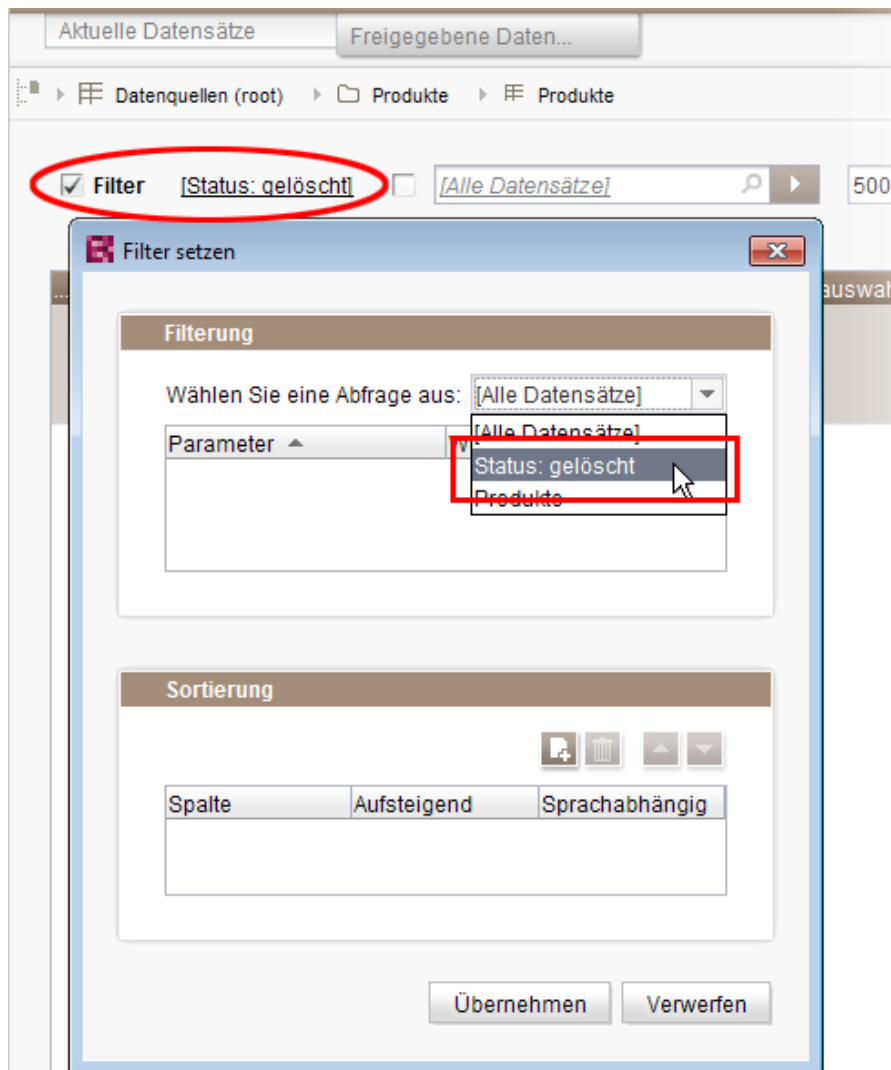 Aktuelle Datensätze Freigegebene Daten...
Datenquellen (root) Produkte Produkte
Filter [Status: gelöscht] [Alle Datensätze] 500
Filter setzen
... auswah
Filterung
Wählen Sie eine Abfrage aus: [Alle Datensätze]
Parameter W [Alle Datensätze]
Status: gelöscht
Produkte
Sortierung
Spalte Aufsteigend Sprachabhängig
Übernehmen Verwerfen